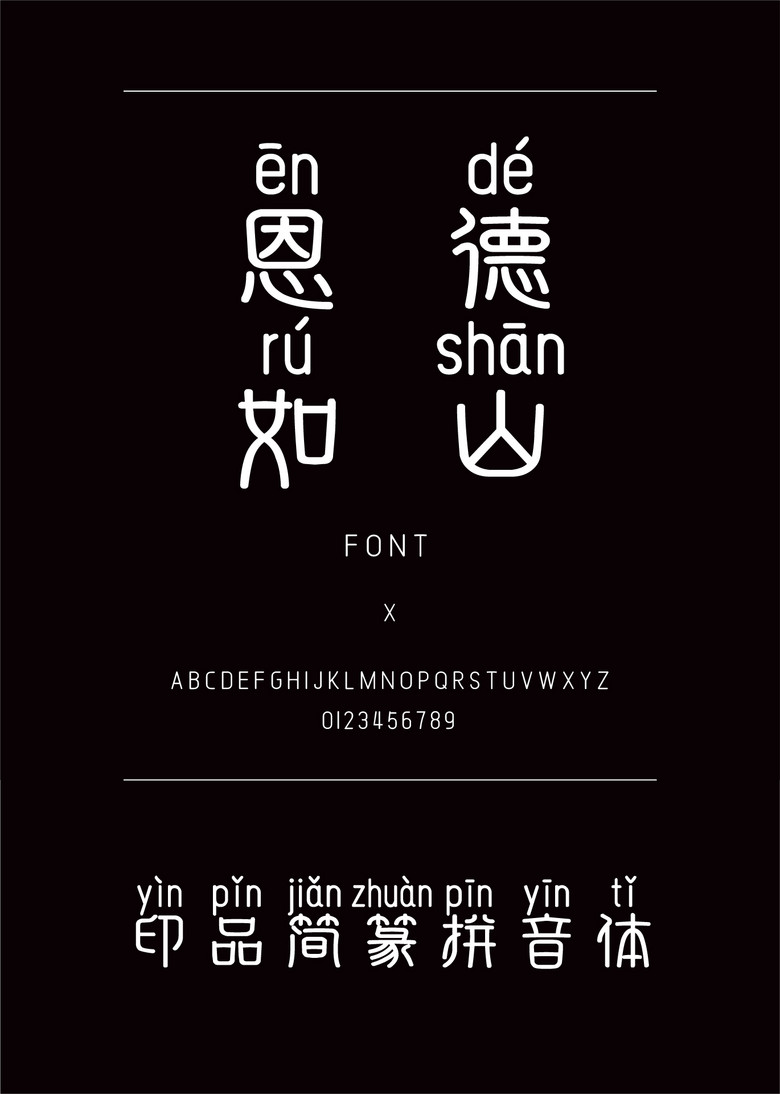 ēn dé
恩 德
rú shān
如 山
FONT
X
ABCDEFGHIJKLMNOPQRSTUVWXYZ
0123456789
yìn pǐn jiǎn zhuàn pīn yīn tǐ
印品简篆拼音体